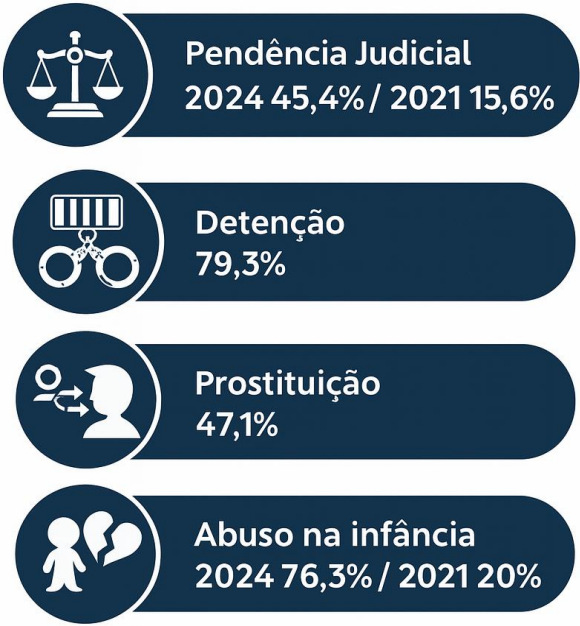 Pendência Judicial
2024 45,4% / 2021 15,6%
Detenção
79,3%
Prostituição
47,1%
Abuso na infância
2024 76,3% / 2021 20%